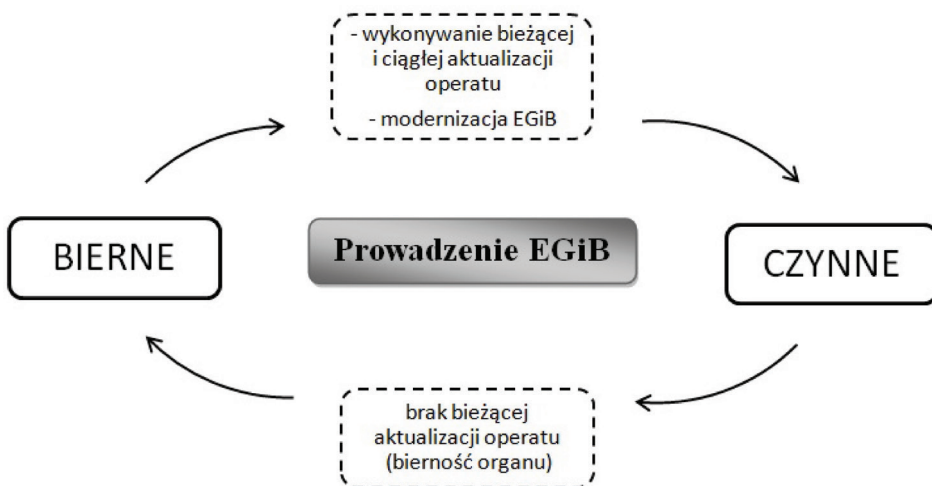 - wykonywanie bieżącej
i ciągłej aktualizacji
operatu
- modernizacja EGiB
BIERNE
Prowadzenie EGiB
CZYNNE
brak bieżącej
aktualizacji operatu
(bierność organu)